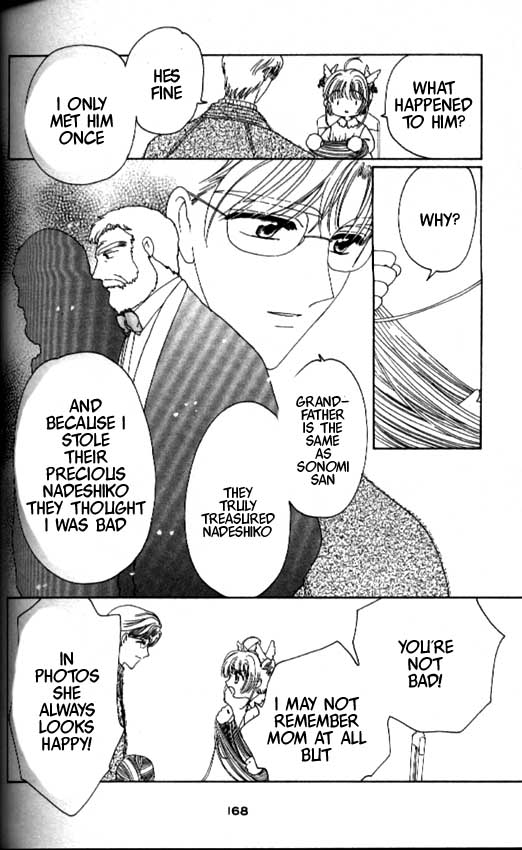 WHAT
HAPPENED
TO HIM?
HES
FINE
I ONLY
MET HIM
ONCE
WHY?
GRAND-
FATHER
IS THE
SAME
AS
SONOMI
SAN
THEY
TRULY
TREASURED
NADESHIKO
AND
BECAUSE I
STOLE
THEIR
PRECIOUS
NADESHIKO
THEY THOUGHT
I WAS BAD
YOU'RE
NOT
BAD!
I MAY NOT
REMEMBER
MOM AT ALL
BUT
IN
PHOTOS
SHE
ALWAYS
LOOKS
HAPPY!
168